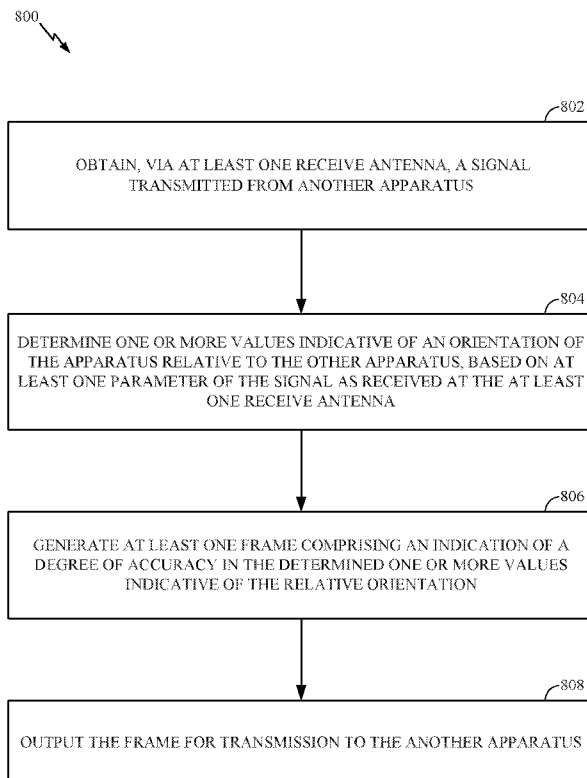 800
802
OBTAIN, VIA AT LEAST ONE RECEIVE ANTENNA, A SIGNAL
TRANSMITTED FROM ANOTHER APPARATUS
804
DETERMINE ONE OR MORE VALUES INDICATIVE OF AN ORIENTATION OF
THE APPARATUS RELATIVE TO THE OTHER APPARATUS, BASED ON AT
LEAST ONE PARAMETER OF THE SIGNAL AS RECEIVED AT THE AT LEAST
ONE RECEIVE ANTENNA
806
GENERATE AT LEAST ONE FRAME COMPRISING AN INDICATION OF A
DEGREE OF ACCURACY IN THE DETERMINED ONE OR MORE VALUES
INDICATIVE OF THE RELATIVE ORIENTATION
808
OUTPUT THE FRAME FOR TRANSMISSION TO THE ANOTHER APPARATUS